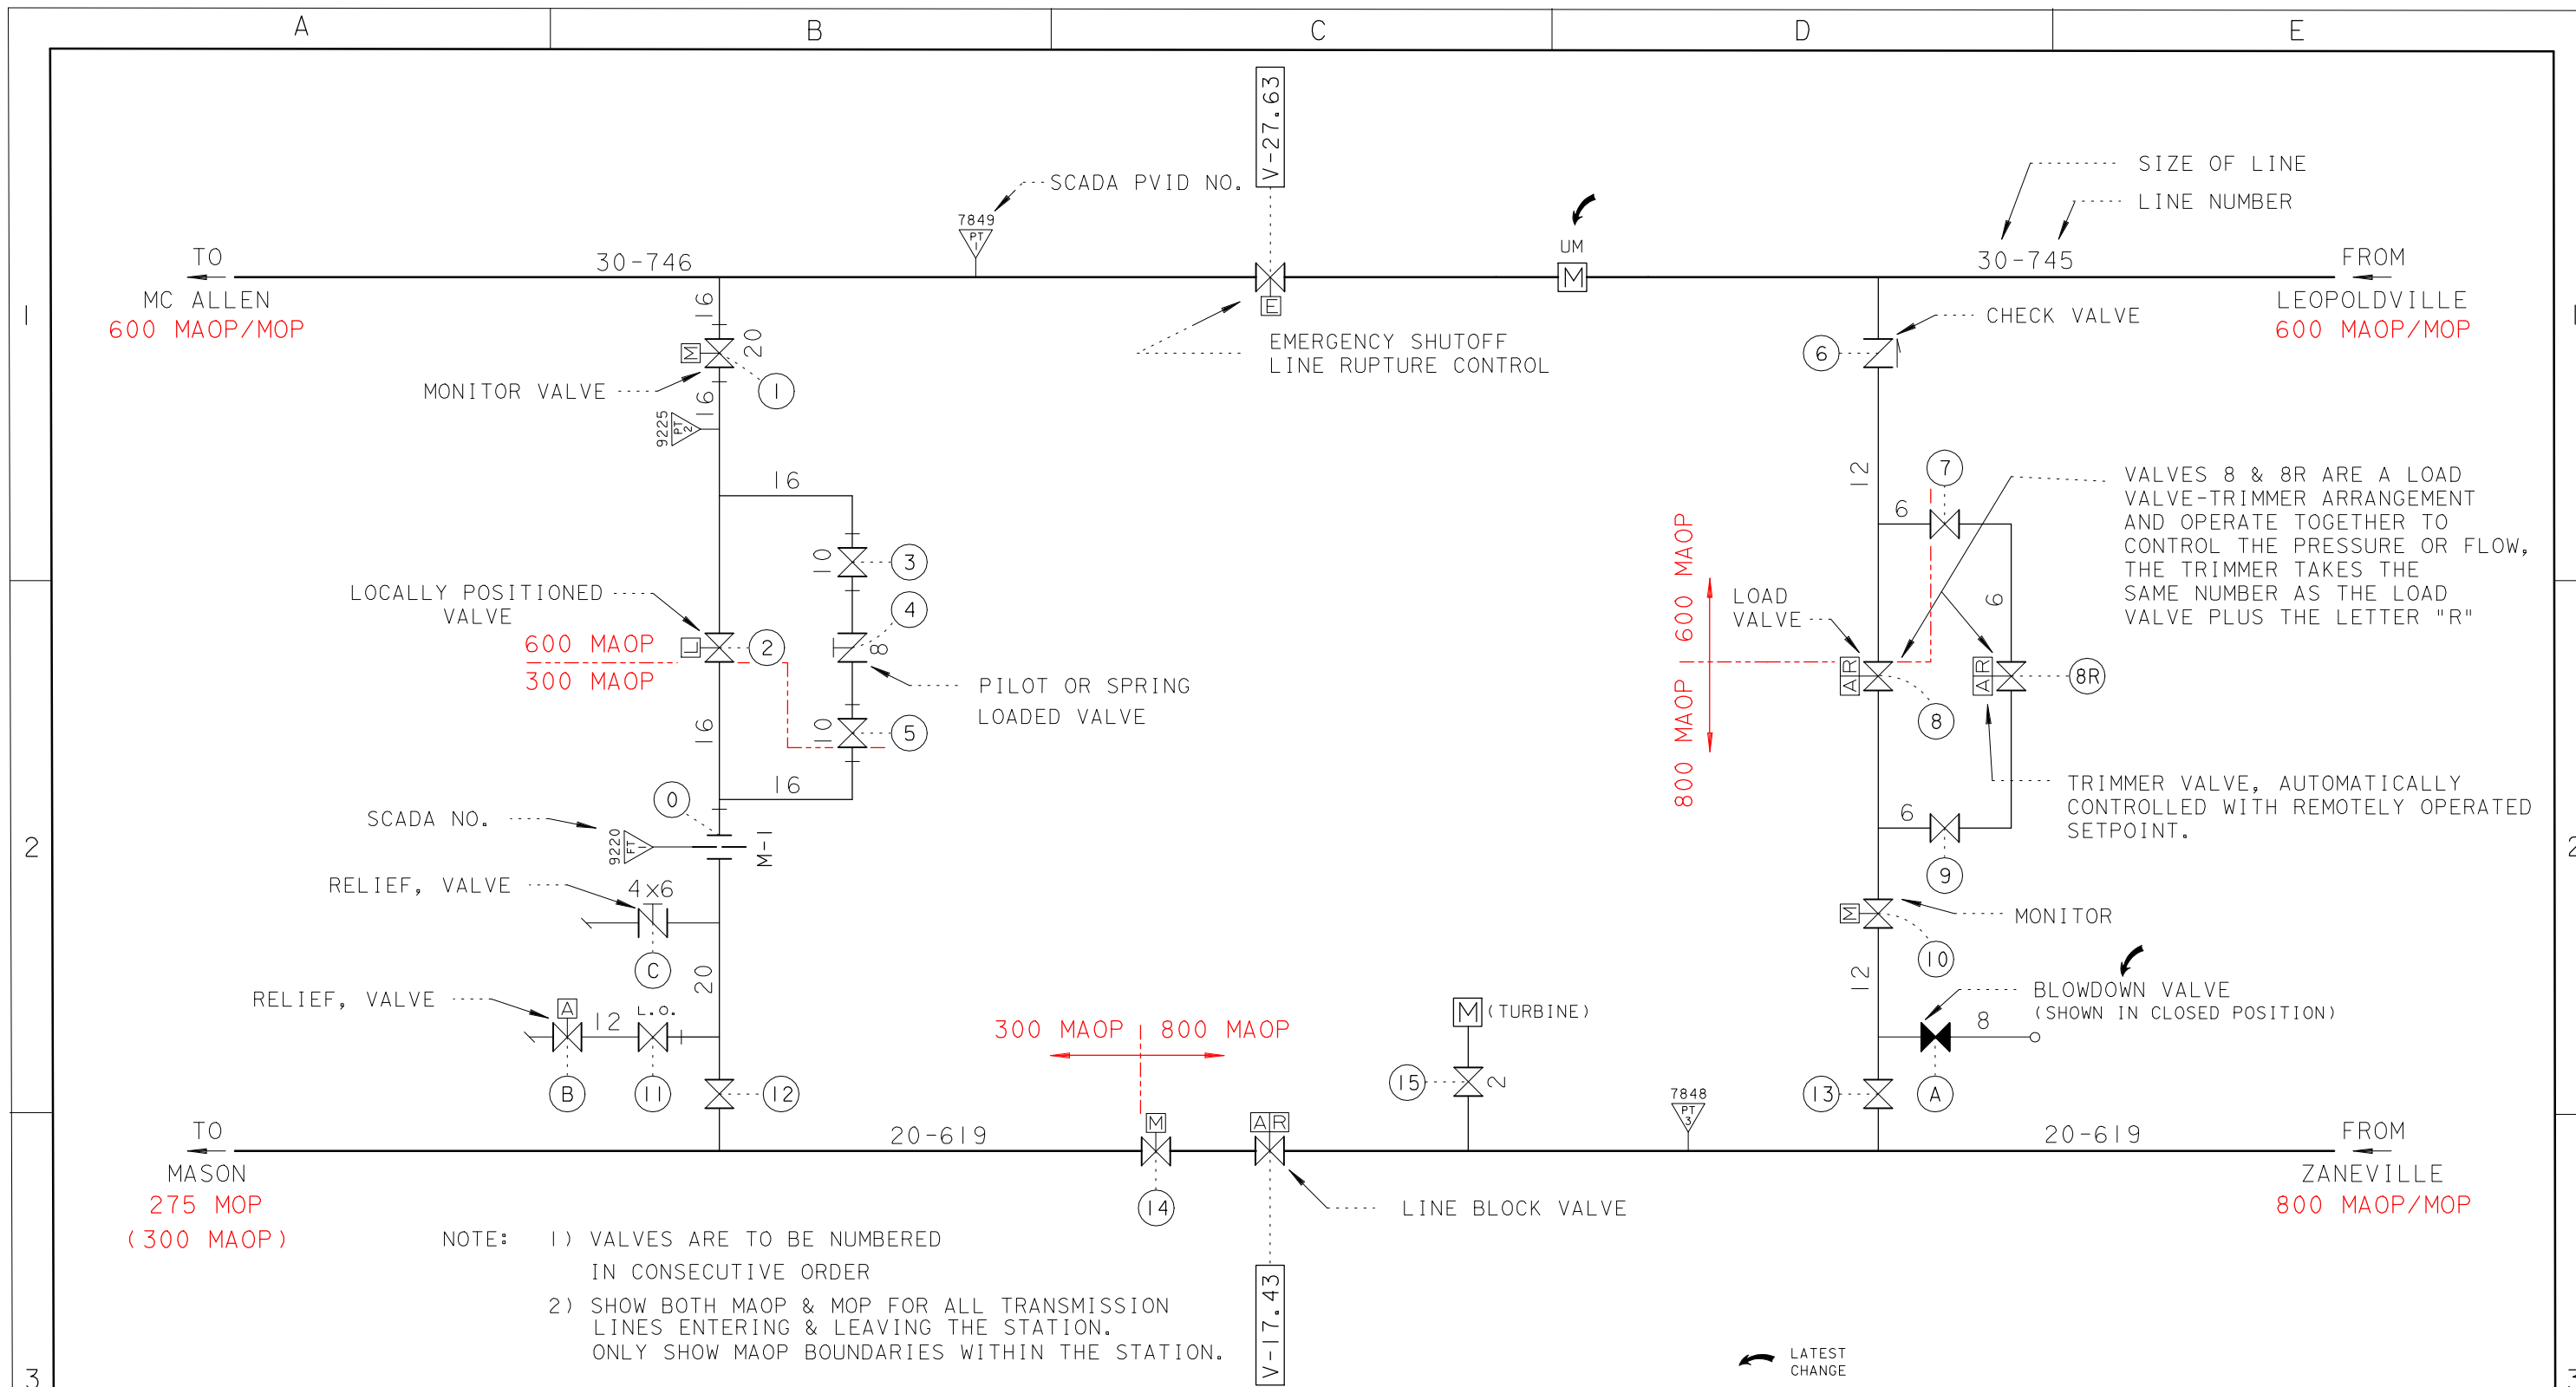 A B C D E
V-27.63
SIZE OF LINE
SCADA PVID NO.
LINE NUMBER
7849
PT
1
UM
M
TO
30-746
30-745
FROM
MC ALLEN
600 MAOP/MOP
LEOPOLDVILLE
600 MAOP/MOP
1
1
16
20
M
MONITOR VALVE
1
16
9225
PT
2
E
EMERGENCY SHUTOFF
LINE RUPTURE CONTROL
CHECK VALVE
6
16
10
3
4
8
LOCALLY POSITIONED
VALVE
600 MAOP
300 MAOP
L
2
PILOT OR SPRING
LOADED VALVE
16
10
5
16
12
7
6
6
VALVES 8 & 8R ARE A LOAD
VALVE-TRIMMER ARRANGEMENT
AND OPERATE TOGETHER TO
CONTROL THE PRESSURE OR FLOW,
THE TRIMMER TAKES THE
SAME NUMBER AS THE LOAD
VALVE PLUS THE LETTER "R"
600 MAOP
800 MAOP
LOAD
VALVE
A R
A R
8R
8
TRIMMER VALVE, AUTOMATICALLY
CONTROLLED WITH REMOTELY OPERATED
SETPOINT.
6
9
2
2
O
SCADA NO.
9220
FT
1
M-1
RELIEF, VALVE
4x6
C
20
RELIEF, VALVE
A
12
L.O.
B
11
12
M
MONITOR
10
12
BLOWDOWN VALVE
(SHOWN IN CLOSED POSITION)
8
13
A
300 MAOP
800 MAOP
M
(TURBINE)
15
2
7848
PT
3
TO
20-619
M
A R
20-619
FROM
MASON
275 MOP
(300 MAOP)
14
LINE BLOCK VALVE
ZANEVILLE
800 MAOP/MOP
V-17.43
NOTE: 1) VALVES ARE TO BE NUMBERED
IN CONSECUTIVE ORDER
2) SHOW BOTH MAOP & MOP FOR ALL TRANSMISSION
LINES ENTERING & LEAVING THE STATION.
ONLY SHOW MAOP BOUNDARIES WITHIN THE STATION.
LATEST
CHANGE
3